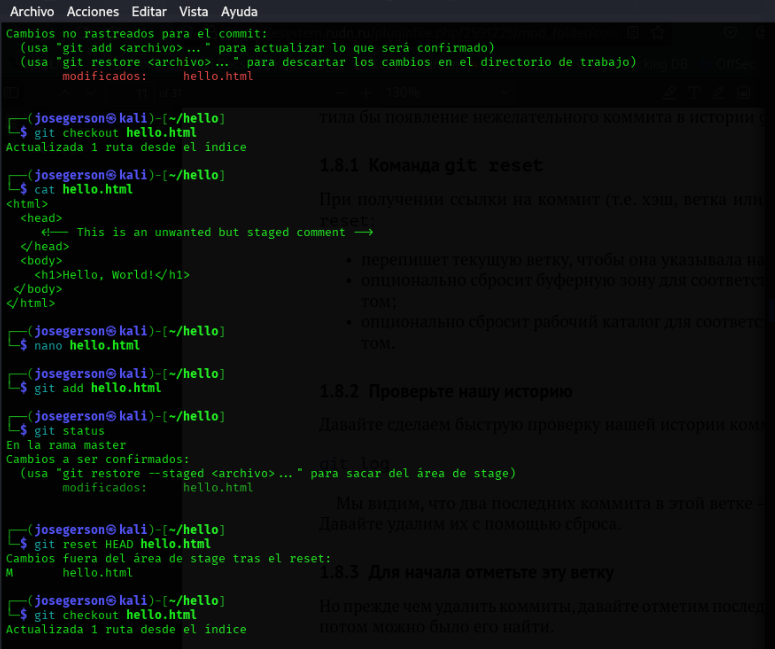 Archivo Acciones Editar Vista Ayuda
Cambios no rastreados para el commit:
  (usa "git add <archivo>..." para actualizar lo que será confirmado)
  (usa "git restore <archivo>..." para descartar los cambios en el directorio de trabajo)
        modificados:     hello.html
130%
тила бы появление нежелательного коммита в истории
┌──(josegerson㉿kali)-[~/hello]
└─$ git checkout hello.html
Actualizada 1 ruta desde el índice
1.8.1 Команда git reset
┌──(josegerson㉿kali)-[~/hello]
└─$ cat hello.html
<html>
  <head>
     <!-- This is an unwanted but staged comment -->
  </head>
  <body>
    <h1>Hello, World!</h1>
 </body>
</html>
При получении ссылки на коммит (т.е. хэш, ветка или
reset:
• перепишет текущую ветку, чтобы она указывала на
• опционально сбросит буферную зону для соответст
том;
• опционально сбросит рабочий каталог для соответс
том.
┌──(josegerson㉿kali)-[~/hello]
└─$ nano hello.html
┌──(josegerson㉿kali)-[~/hello]
└─$ git add hello.html
1.8.2 Проверьте нашу историю
┌──(josegerson㉿kali)-[~/hello]
└─$ git status
En la rama master
Cambios a ser confirmados:
  (usa "git restore --staged <archivo>..." para sacar del área de stage)
        modificados:     hello.html
Давайте сделаем быструю проверку нашей истории ком
git log
Мы видим, что два последних коммита в этой ветке -
Давайте удалим их с помощью сброса.
┌──(josegerson㉿kali)-[~/hello]
└─$ git reset HEAD hello.html
Cambios fuera del área de stage tras el reset:
M       hello.html
1.8.3 Для начала отметьте эту ветку
┌──(josegerson㉿kali)-[~/hello]
└─$ git checkout hello.html
Actualizada 1 ruta desde el índice
Но прежде чем удалить коммиты, давайте отметим послед
потом можно было его найти.